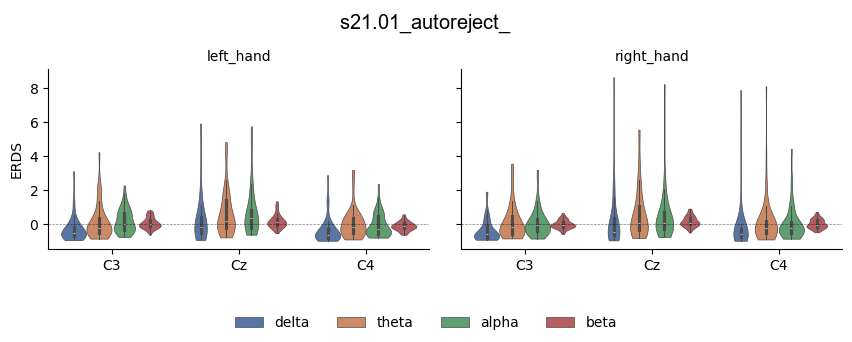 s21.01_autoreject_
left_hand
right_hand
ERDS
8
6
4
2
0
C3 Cz C4
C3 Cz C4
delta theta alpha beta